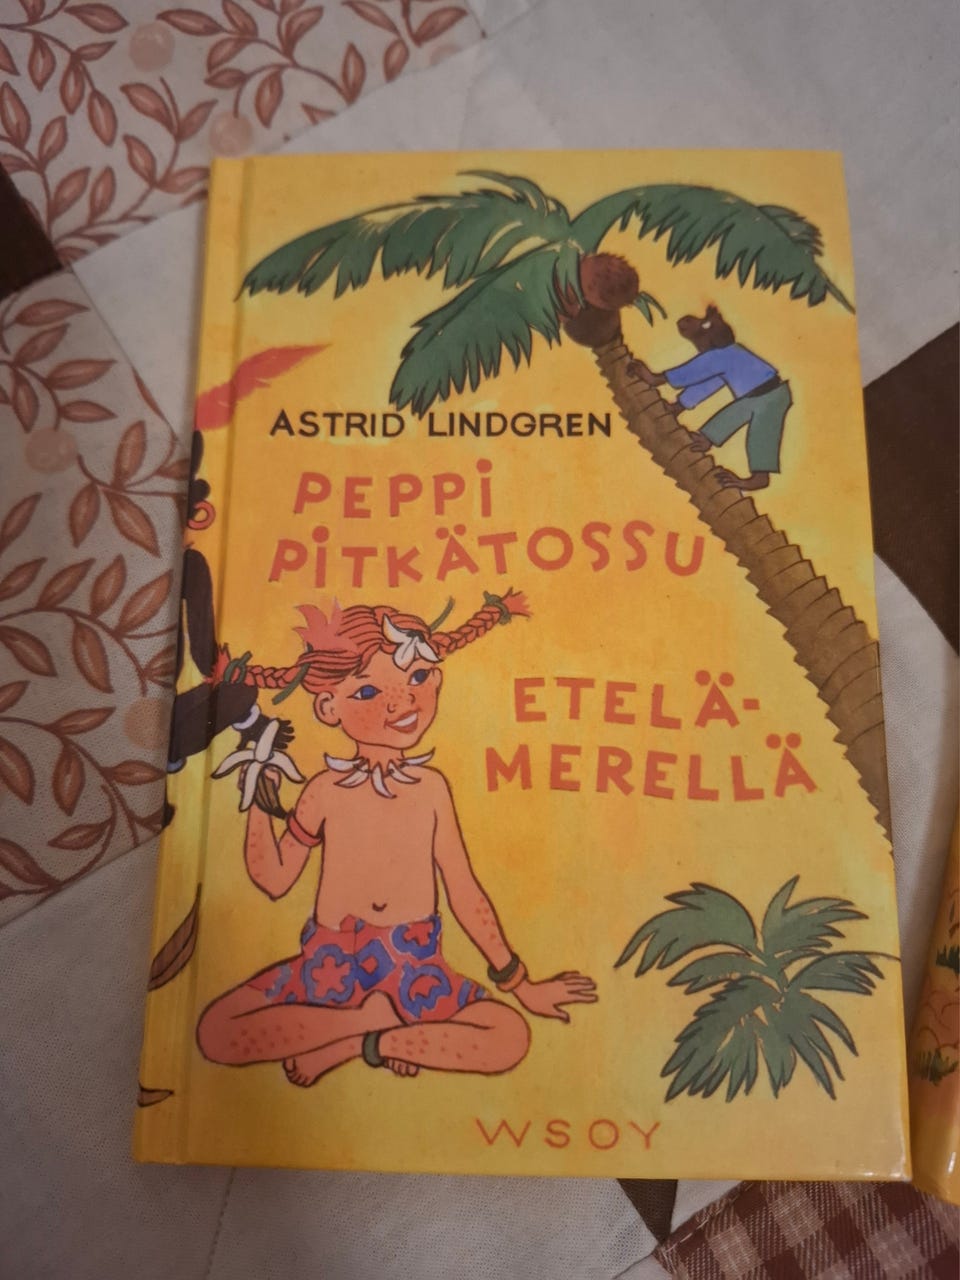 ASTRID LINDGREN
PEPPi
PiTKÄTOSSU
ETELÄ-
MERELLÄ
WSOY